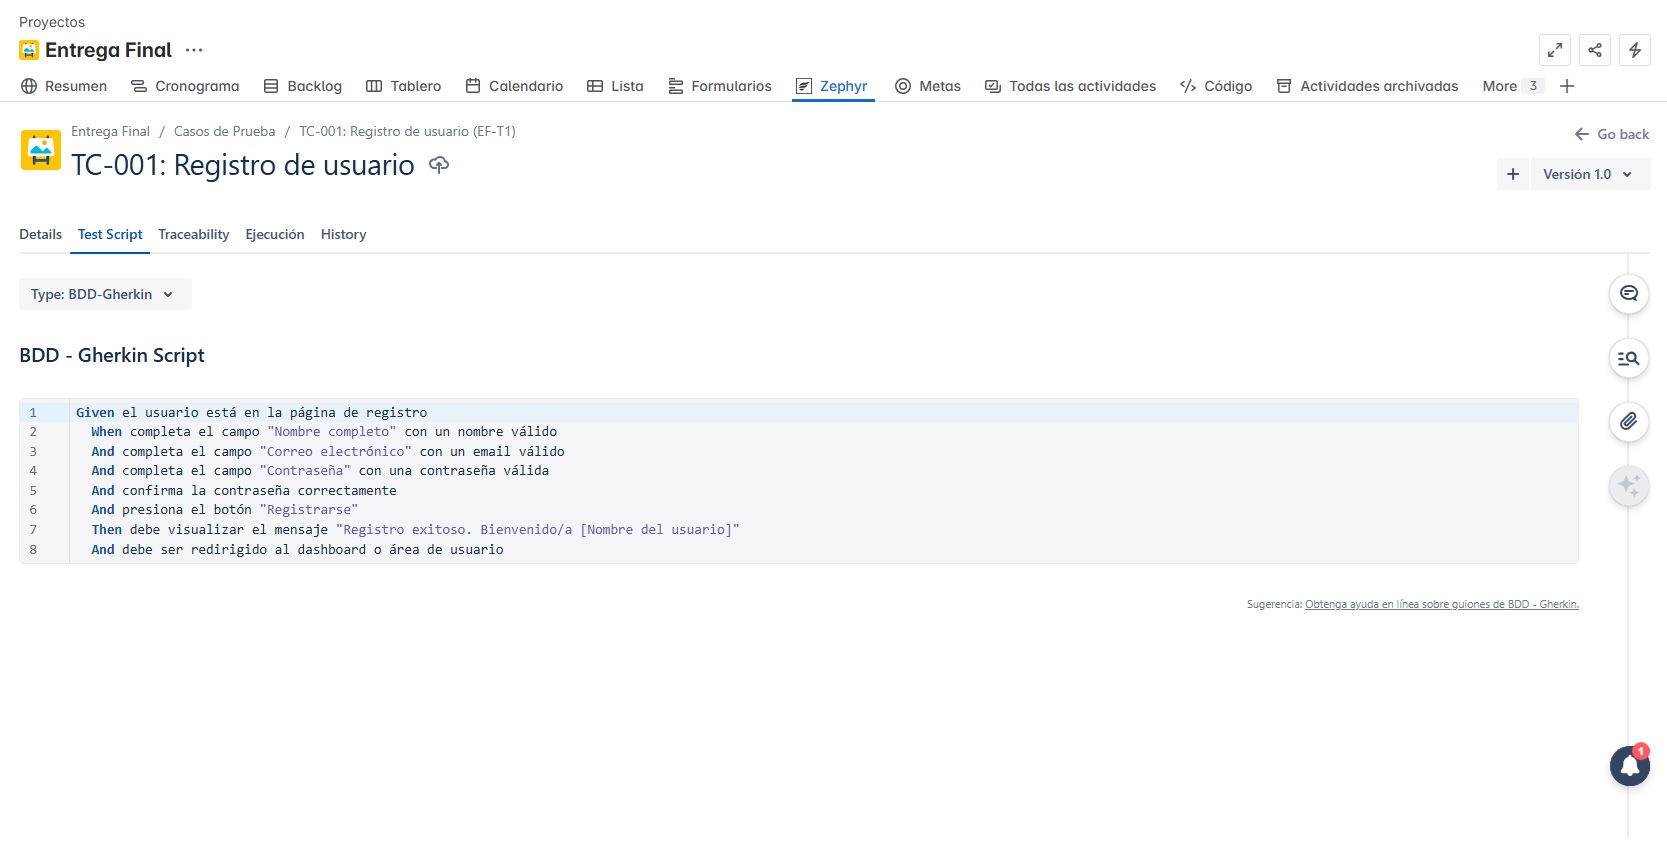 Proyectos
Entrega Final ···
Resumen Cronograma Backlog Tablero Calendario Lista Formularios Zephyr Metas Todas las actividades Código Actividades archivadas More 3
Entrega Final / Casos de Prueba / TC-001: Registro de usuario (EF-T1)
Go back
TC-001: Registro de usuario
Versión 1.0
Details Test Script Traceability Ejecución History
Type: BDD-Gherkin
BDD - Gherkin Script
1 Given el usuario está en la página de registro
2 When completa el campo "Nombre completo" con un nombre válido
3 And completa el campo "Correo electrónico" con un email válido
4 And completa el campo "Contraseña" con una contraseña válida
5 And confirma la contraseña correctamente
6 And presiona el botón "Registrarse"
7 Then debe visualizar el mensaje "Registro exitoso. Bienvenido/a [Nombre del usuario]"
8 And debe ser redirigido al dashboard o área de usuario
Sugerencia: Obtenga ayuda en línea sobre guiones de BDD - Gherkin.
1